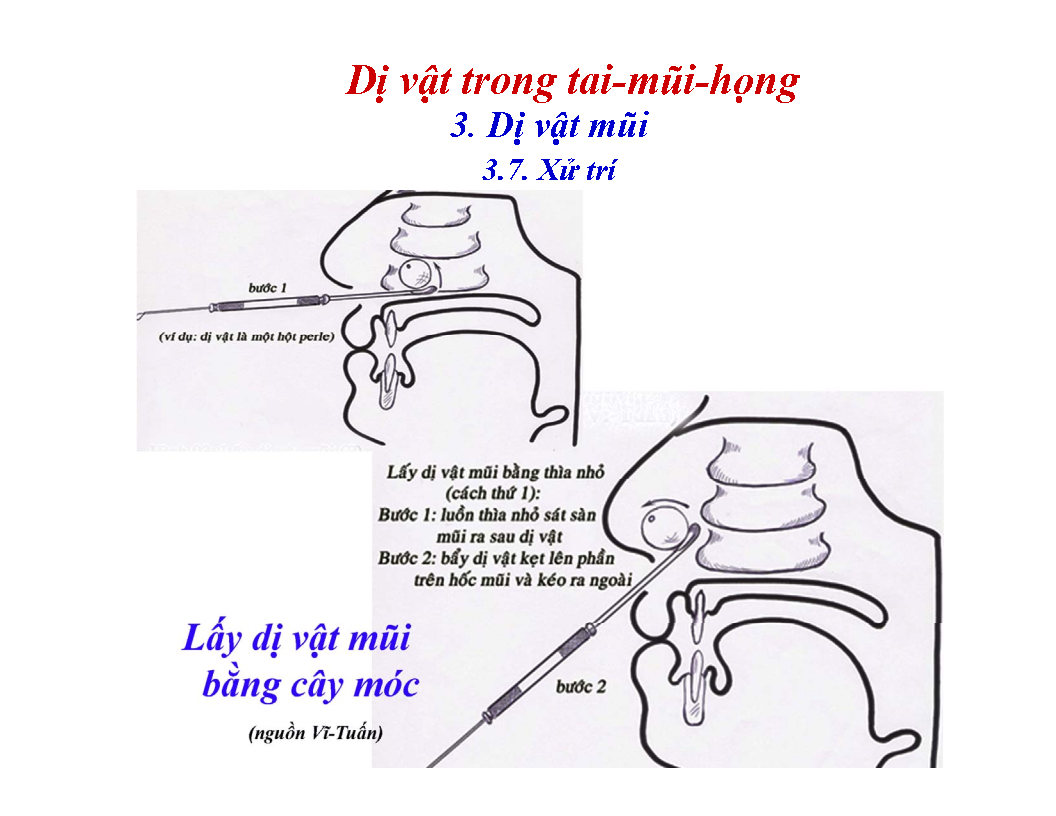 Dị vật trong tai-mũi-họng
3. Dị vật mũi
3.7. Xử trí
bước 1
(ví dụ: dị vật là một hột perle)
Lấy dị vật mũi bằng thìa nhỏ
(cách thứ 1):
Bước 1: luồn thìa nhỏ sát sàn
mũi ra sau dị vật
Bước 2: bẩy dị vật kẹt lên phần
trên hốc mũi và kéo ra ngoài
bước 2
Lấy dị vật mũi
bằng cây móc
(nguồn Vĩ-Tuấn)